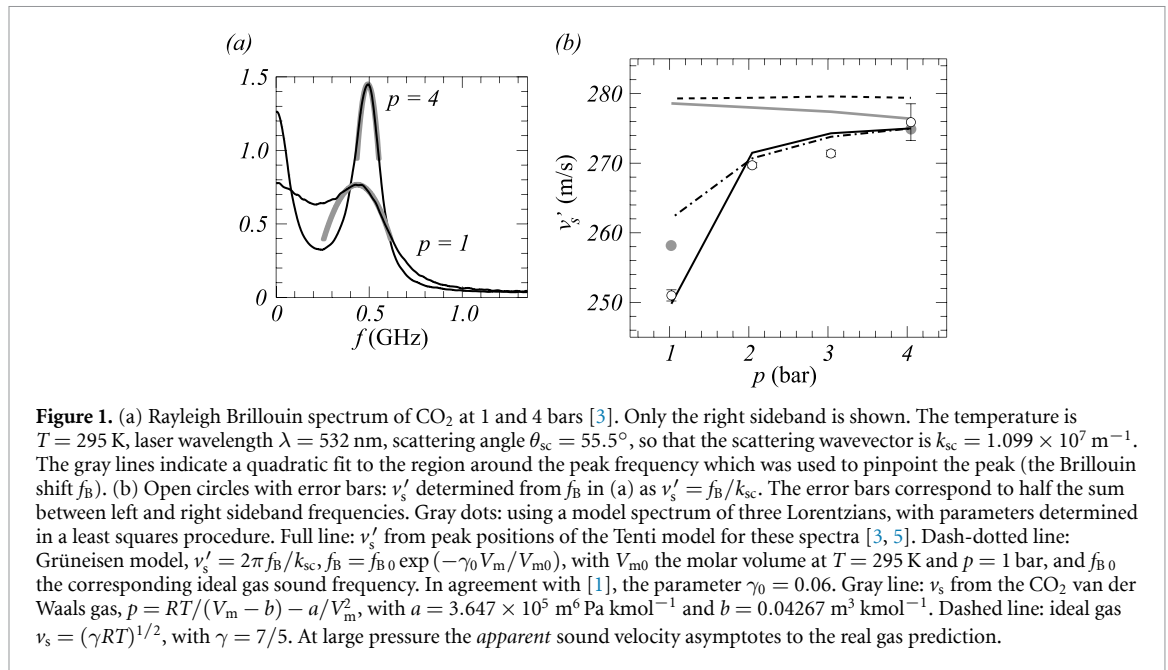 (a)
(b)
1.5
1.0
0.5
0
p = 4
p = 1
0
0.5
1.0
f (GHz)
280
270
260
250
v′s (m/s)
1
2
3
4
p (bar)
Figure 1. (a) Rayleigh Brillouin spectrum of CO₂ at 1 and 4 bars [3]. Only the right sideband is shown. The temperature is
T = 295 K, laser wavelength λ = 532 nm, scattering angle θsc = 55.5°, so that the scattering wavevector is ksc = 1.099 × 10⁷ m⁻¹.
The gray lines indicate a quadratic fit to the region around the peak frequency which was used to pinpoint the peak (the Brillouin
shift fB). (b) Open circles with error bars: v′s determined from fB in (a) as v′s = fB/ksc. The error bars correspond to half the sum
between left and right sideband frequencies. Gray dots: using a model spectrum of three Lorentzians, with parameters determined
in a least squares procedure. Full line: v′s from peak positions of the Tenti model for these spectra [3, 5]. Dash-dotted line:
Grüneisen model, v′s = 2πfB/ksc, fB = fB 0 exp(−γ0Vm/Vm0), with Vm0 the molar volume at T = 295 K and p = 1 bar, and fB 0
the corresponding ideal gas sound frequency. In agreement with [1], the parameter γ0 = 0.06. Gray line: vs from the CO₂ van der
Waals gas, p = RT/(Vm − b) − a/V²m, with a = 3.647 × 10⁵ m⁶ Pa kmol⁻¹ and b = 0.04267 m³ kmol⁻¹. Dashed line: ideal gas
vs = (γRT)^1/2, with γ = 7/5. At large pressure the apparent sound velocity asymptotes to the real gas prediction.